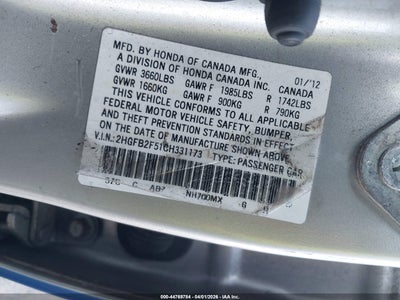 MFD. BY HONDA OF CANADA MFG.,
A DIVISION OF HONDA CANADA INC. CANADA 01/'12
GVWR 3660LBS GAWR F 1985LBS R 1742LBS
GVWR 1660KG GAWR F 900KG R 790KG
THIS VEHICLE CONFORMS TO ALL APPLICABLE
FEDERAL MOTOR VEHICLE SAFETY, BUMPER,
AND THEFT PREVENTION STANDARDS IN EFFECT
ON THE DATE OF MANUFACTURE SHOWN ABOVE.
V.I.N.:2HGFB2F51CH331173 TYPE:PASSENGER CAR
C NH700MX
000-44769784 - 04/01/2026 - IAA US